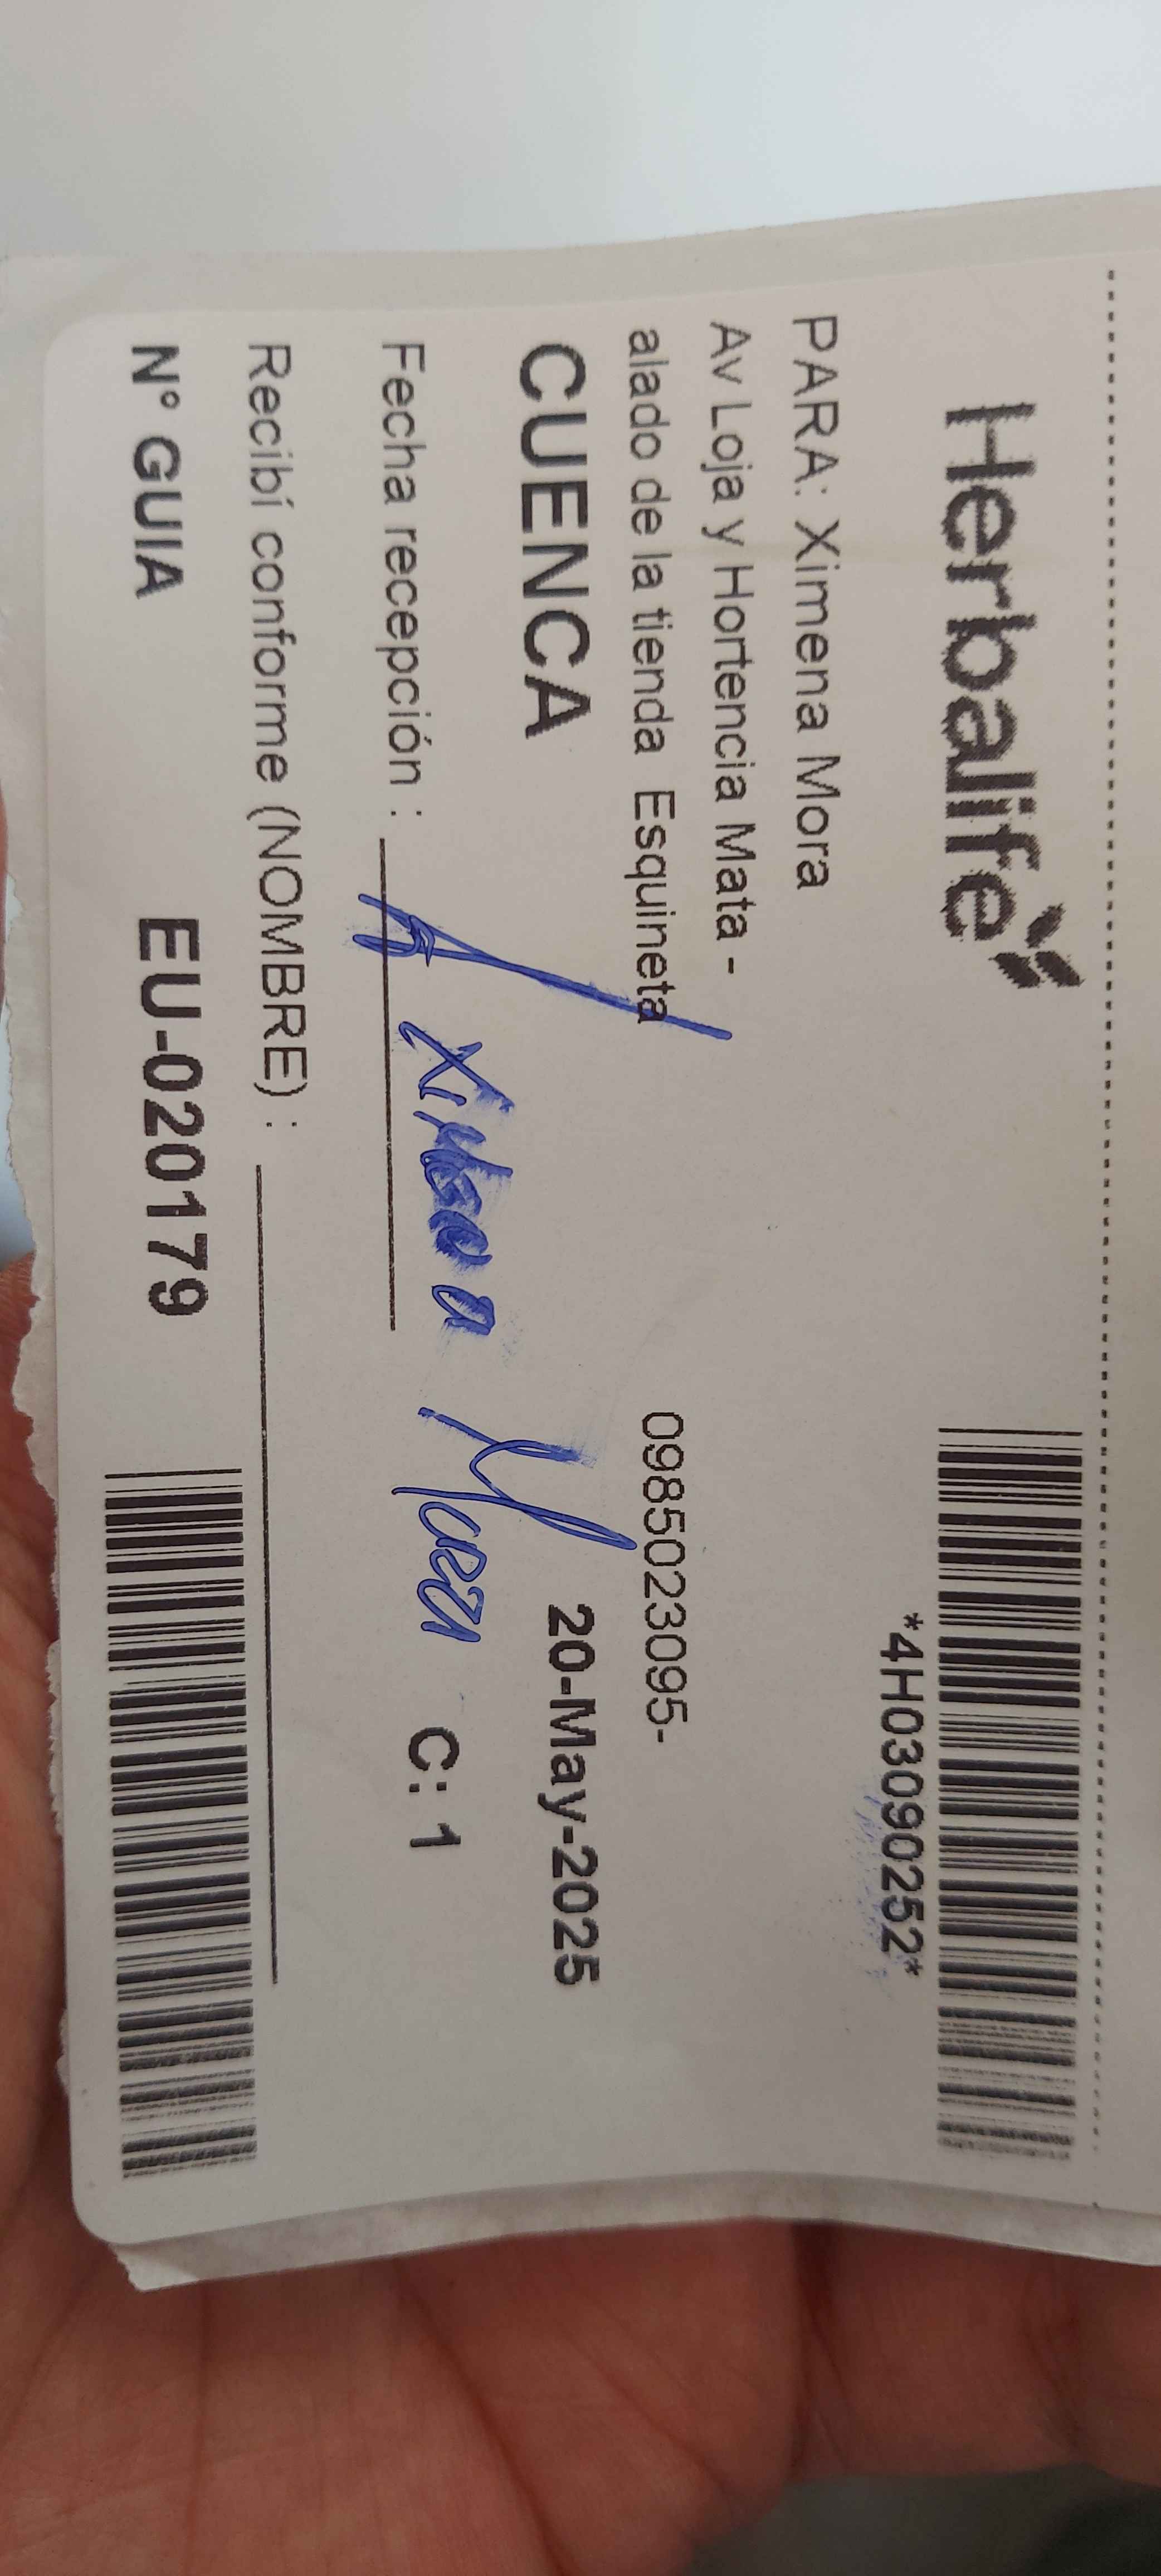 Herbalife
*4H03090252*
PARA: Ximena Mora
Av Loja y Hortencia Mata -
alado de la tienda Esquineta
0985023095-
CUENCA
20-May-2025
Fecha recepción :
Ximena Mora
C: 1
Recibí conforme (NOMBRE) :
N° GUIA EU-020179